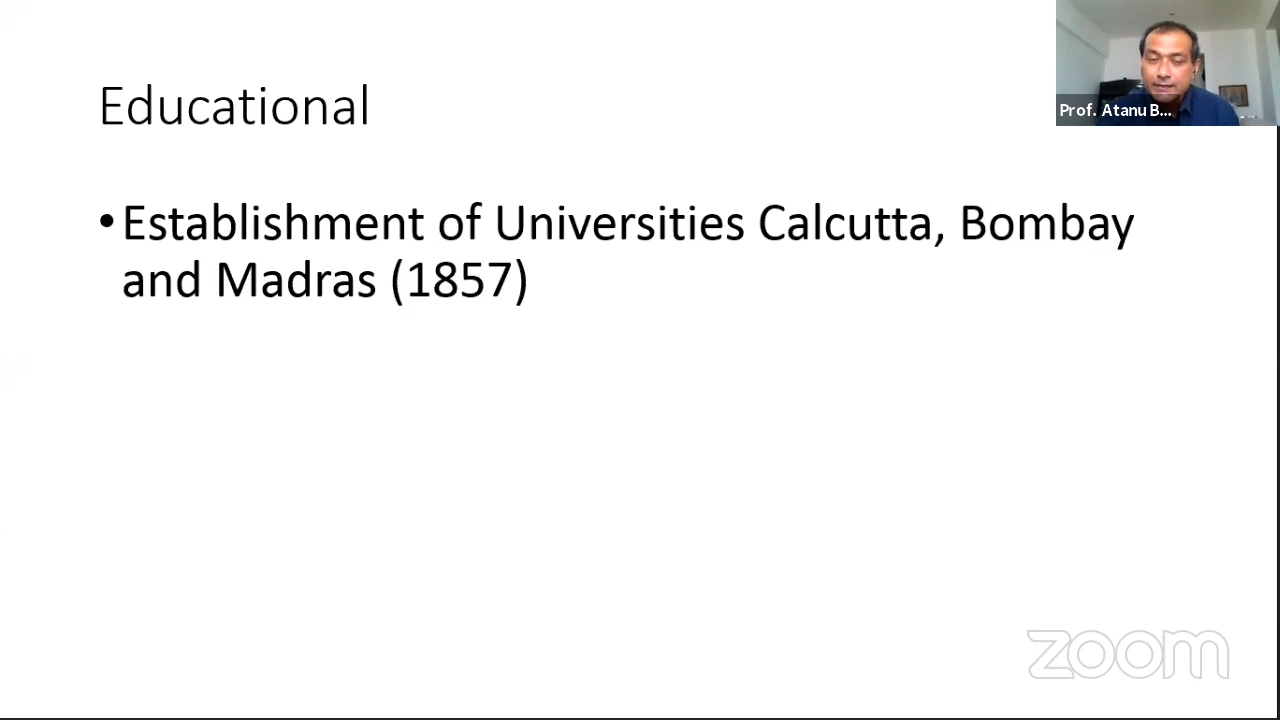 Prof. Atanu B...
Educational
• Establishment of Universities Calcutta, Bombay
and Madras (1857)
zoom